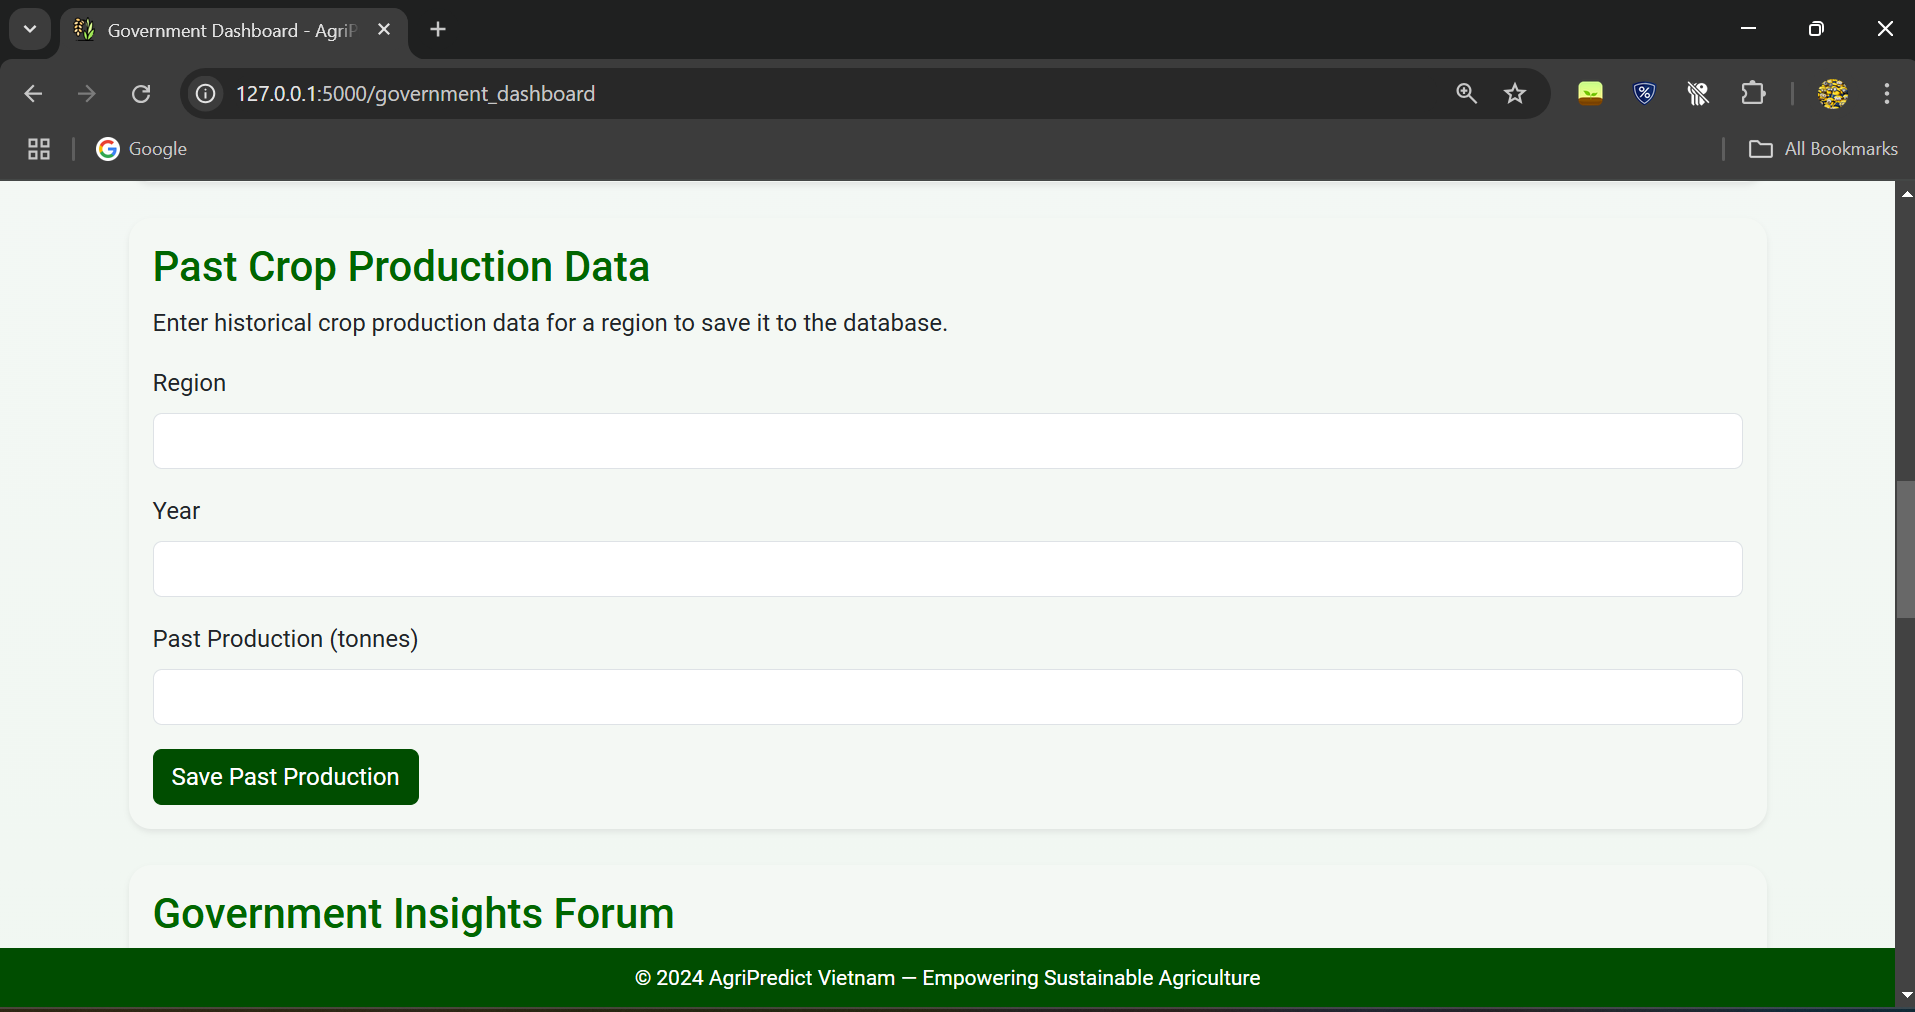 Government Dashboard - AgriP
127.0.0.1:5000/government_dashboard
Google
All Bookmarks
Past Crop Production Data
Enter historical crop production data for a region to save it to the database.
Region
Year
Past Production (tonnes)
Save Past Production
Government Insights Forum
© 2024 AgriPredict Vietnam — Empowering Sustainable Agriculture